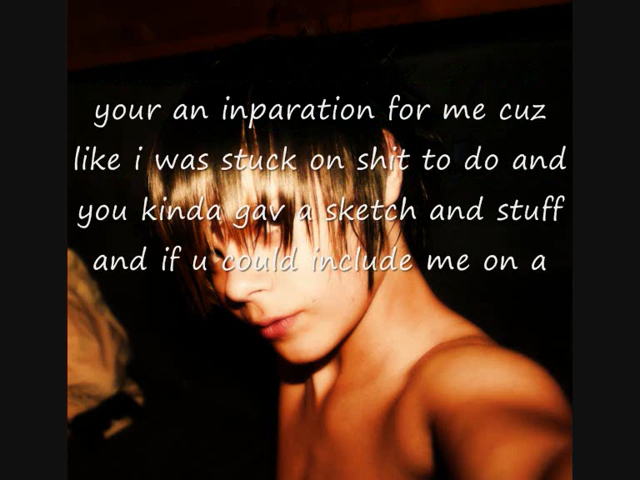 your an inparation for me cuz
like i was stuck on shit to do and
you kinda gav a sketch and stuff
and if u could include me on a